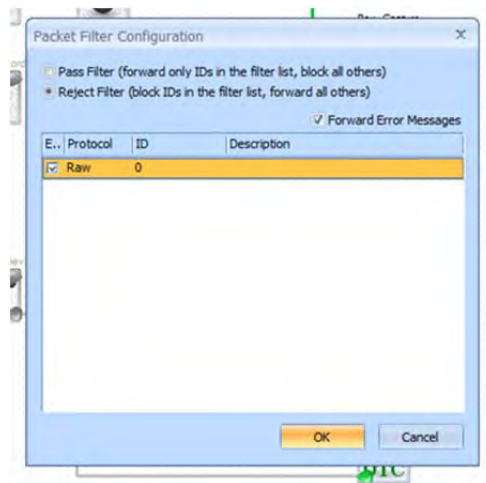 Packet Filter Configuration
x
Pass Filter (forward only IDs in the filter list, block all others)
Reject Filter (block IDs in the filter list, forward all others)
Forward Error Messages
E.. Protocol ID Description
Raw 0
OK Cancel
DTC